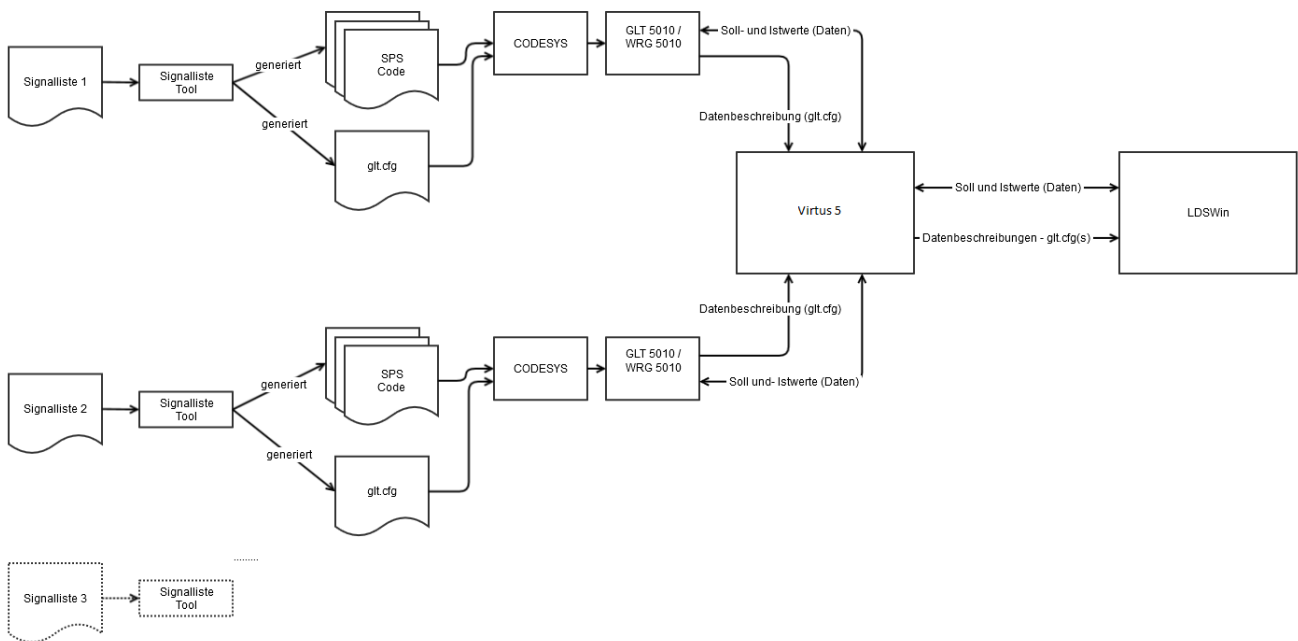 Signalliste 1
Signalliste
Tool
generiert
generiert
SPS
Code
glt.cfg
CODESYS
GLT 5010 /
WRG 5010
Soll- und Istwerte (Daten)
Datenbeschreibung (glt.cfg)
Virtus 5
Soll und Istwerte (Daten)
Datenbeschreibungen - glt.cfg(s)
LDSWin
Datenbeschreibung (glt.cfg)
Signalliste 2
Signalliste
Tool
generiert
generiert
SPS
Code
glt.cfg
CODESYS
GLT 5010 /
WRG 5010
Soll und- Istwerte (Daten)
Signalliste 3
Signalliste
Tool
.........